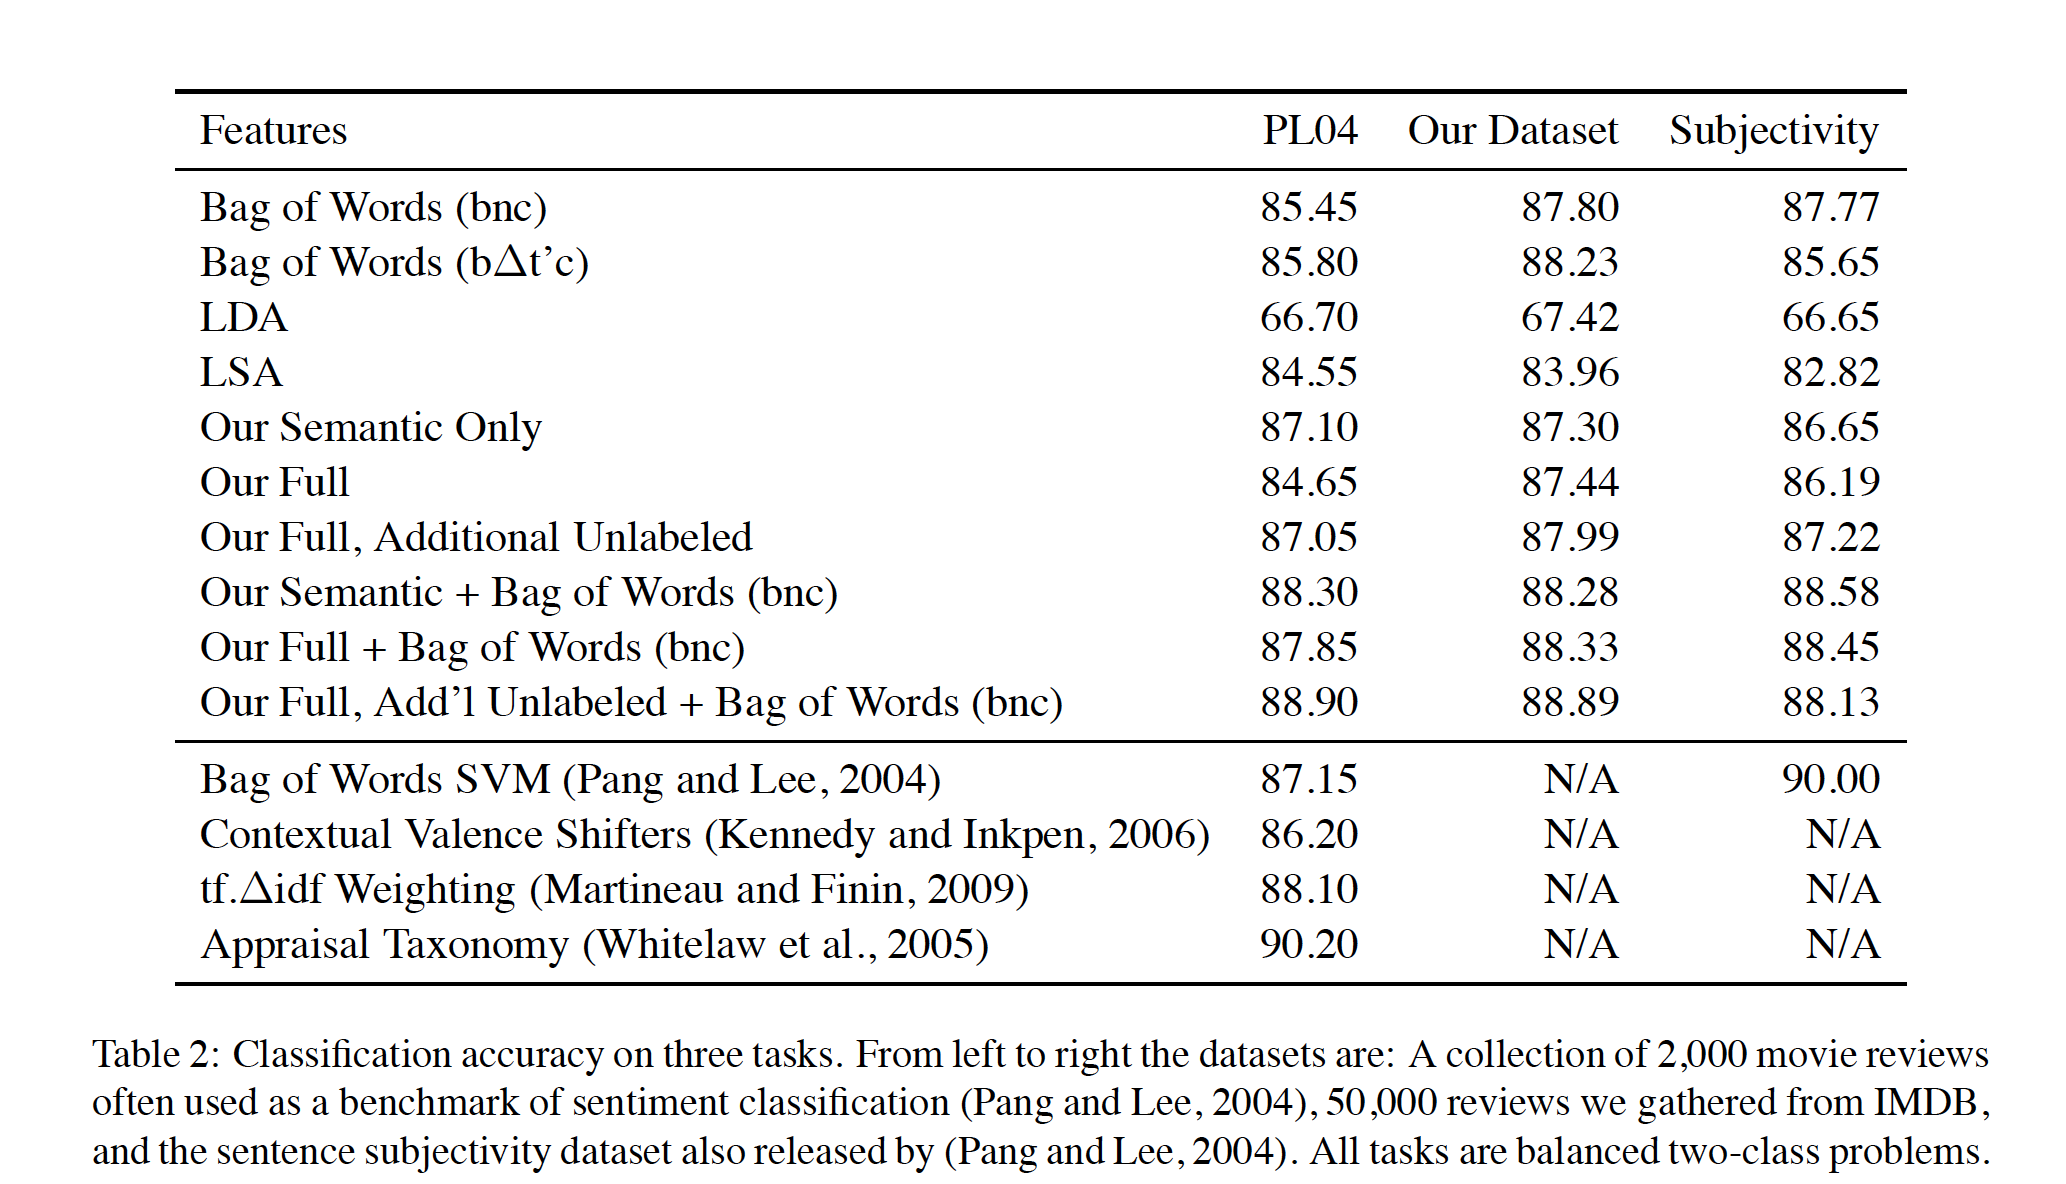 Features PL04 Our Dataset Subjectivity
Bag of Words (bnc) 85.45 87.80 87.77
Bag of Words (bΔt’c) 85.80 88.23 85.65
LDA 66.70 67.42 66.65
LSA 84.55 83.96 82.82
Our Semantic Only 87.10 87.30 86.65
Our Full 84.65 87.44 86.19
Our Full, Additional Unlabeled 87.05 87.99 87.22
Our Semantic + Bag of Words (bnc) 88.30 88.28 88.58
Our Full + Bag of Words (bnc) 87.85 88.33 88.45
Our Full, Add’l Unlabeled + Bag of Words (bnc) 88.90 88.89 88.13
Bag of Words SVM (Pang and Lee, 2004) 87.15 N/A 90.00
Contextual Valence Shifters (Kennedy and Inkpen, 2006) 86.20 N/A N/A
tf.Δidf Weighting (Martineau and Finin, 2009) 88.10 N/A N/A
Appraisal Taxonomy (Whitelaw et al., 2005) 90.20 N/A N/A
Table 2: Classification accuracy on three tasks. From left to right the datasets are: A collection of 2,000 movie reviews
often used as a benchmark of sentiment classification (Pang and Lee, 2004), 50,000 reviews we gathered from IMDB,
and the sentence subjectivity dataset also released by (Pang and Lee, 2004). All tasks are balanced two-class problems.